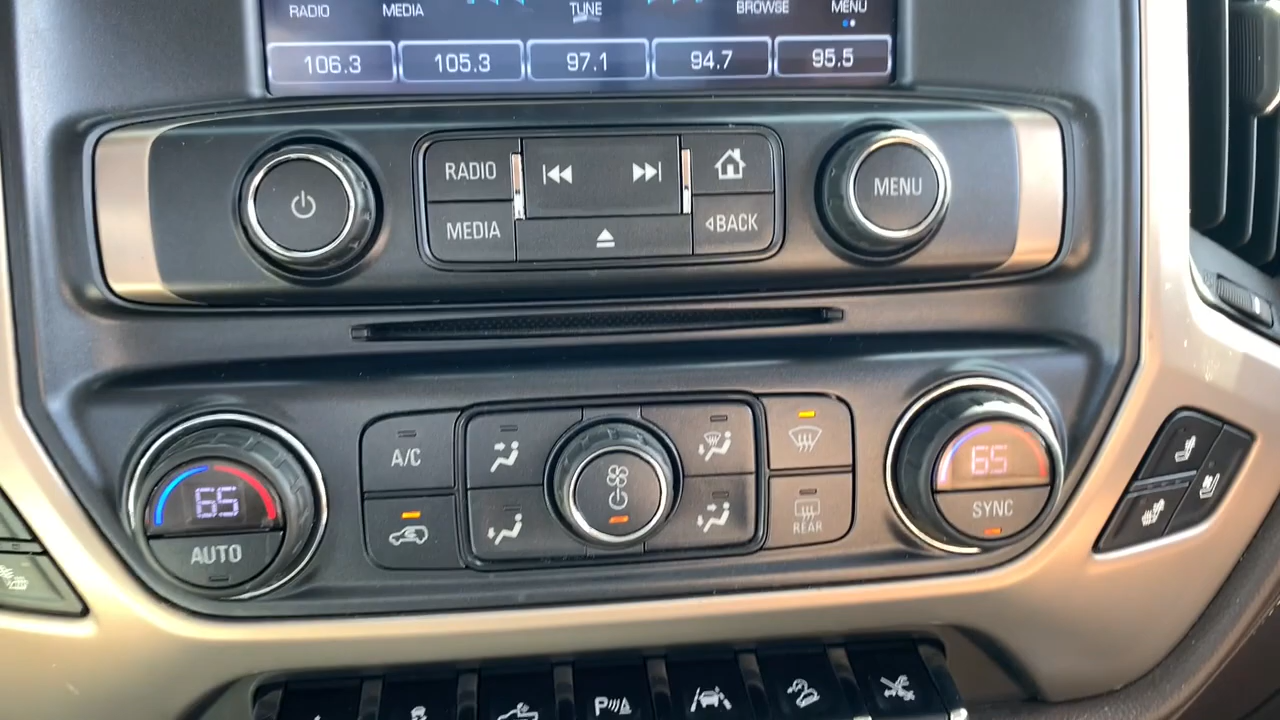 RADIO MEDIA TUNE BROWSE MENU
106.3 105.3 97.1 94.7 95.5
RADIO
MEDIA
BACK
MENU
65
AUTO
A/C
REAR
65
SYNC
P